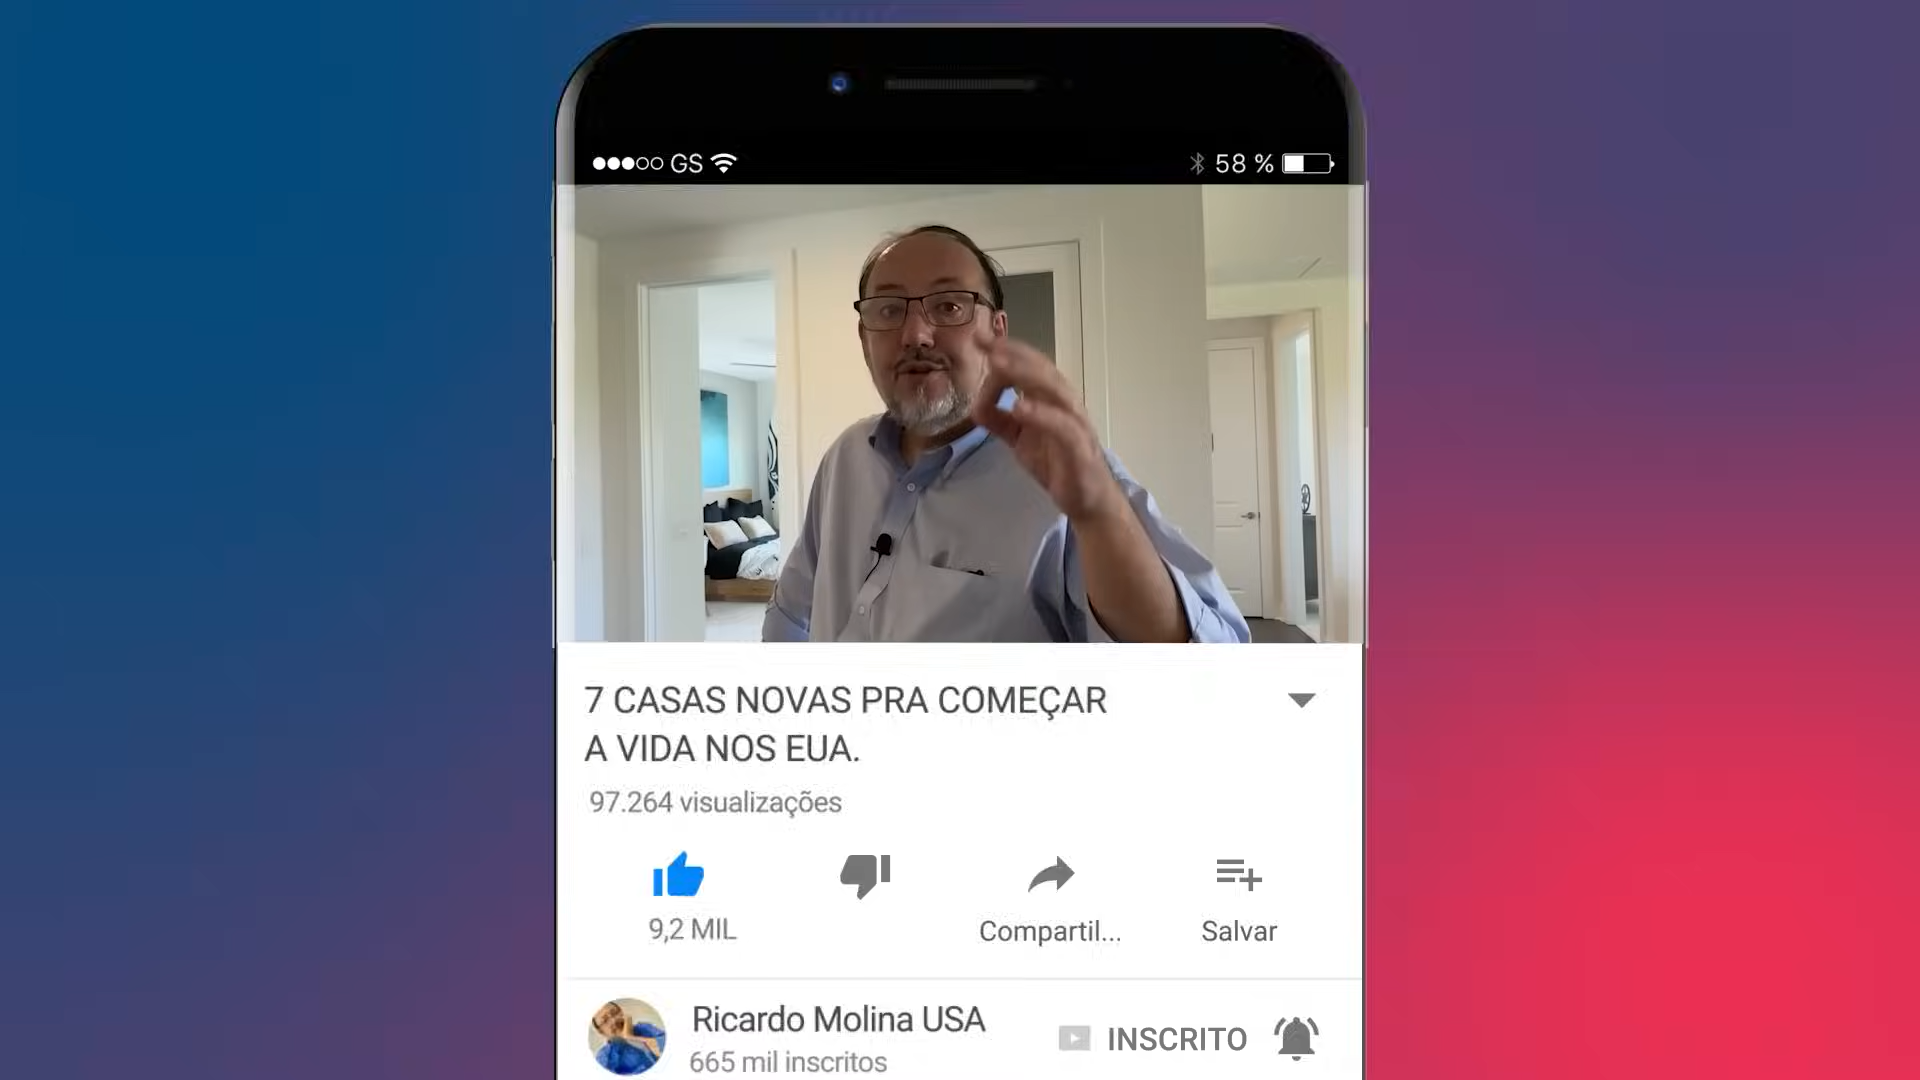 GS
58 %
7 CASAS NOVAS PRA COMEÇAR
A VIDA NOS EUA.
97.264 visualizações
9,2 MIL
Compartil...
Salvar
Ricardo Molina USA
INSCRITO
665 mil inscritos